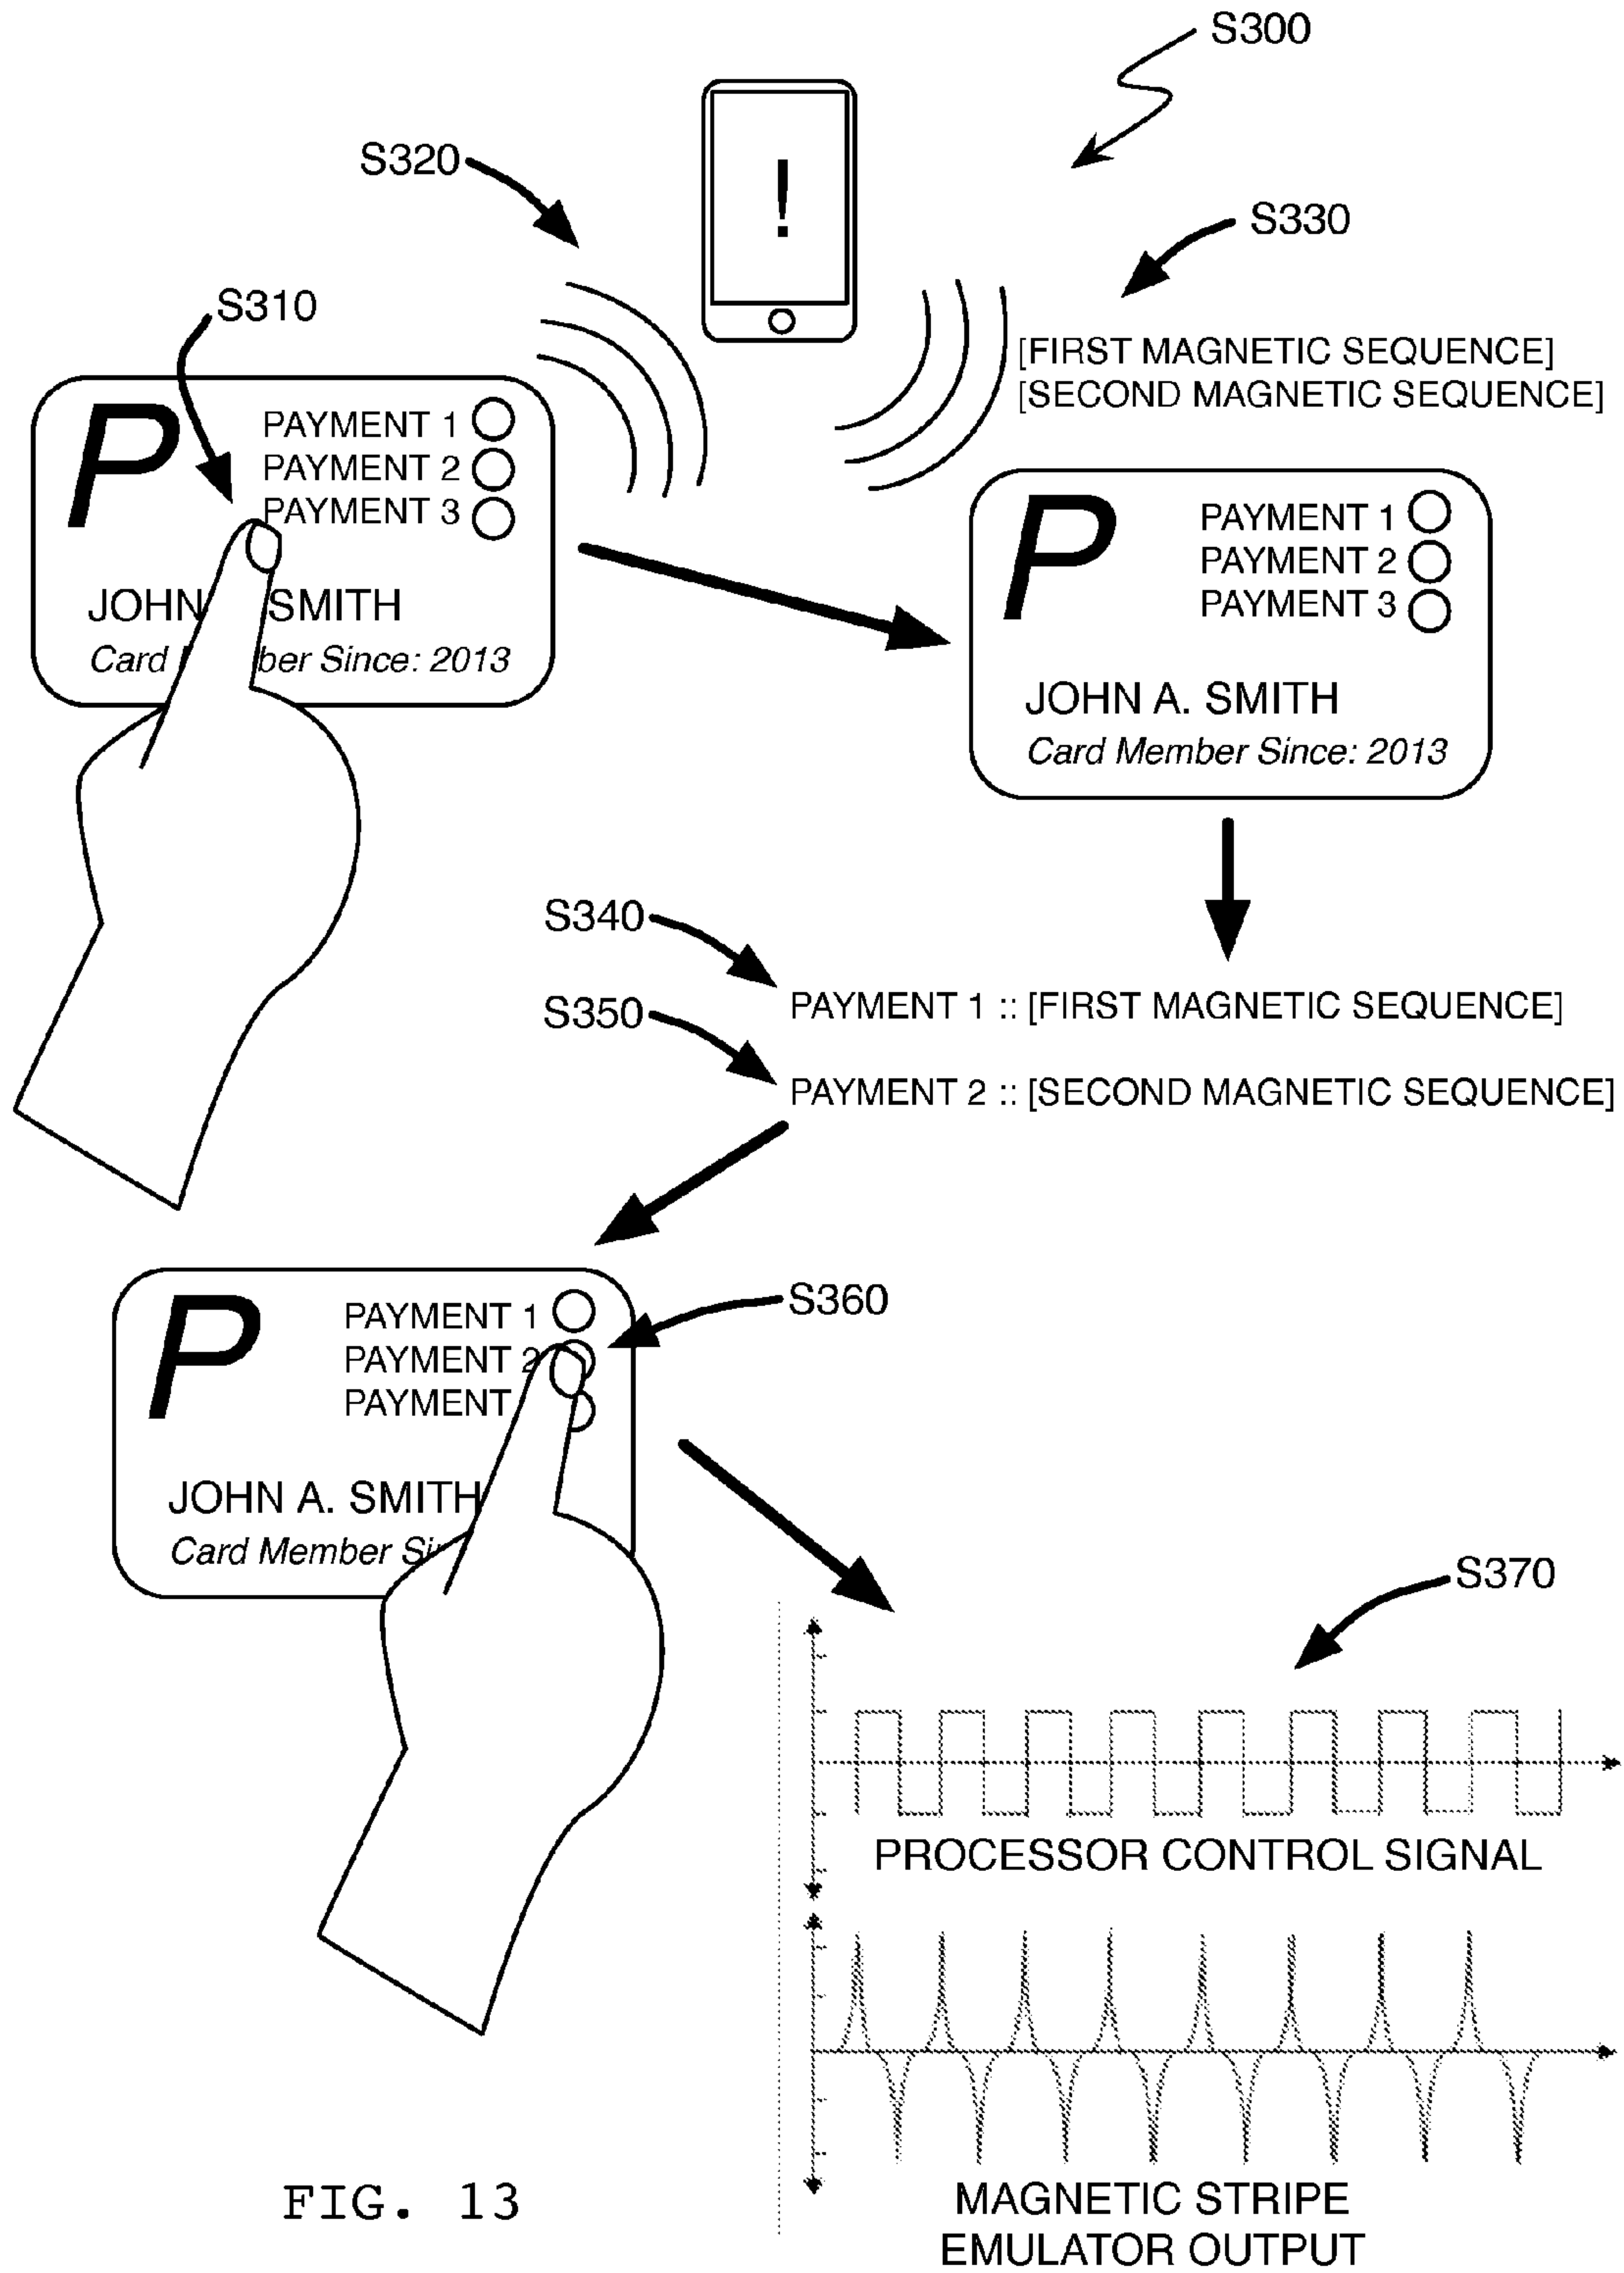 S300
S320
S330
!
S310
[FIRST MAGNETIC SEQUENCE]
[SECOND MAGNETIC SEQUENCE]
P
PAYMENT 1
PAYMENT 2
PAYMENT 3
JOHN SMITH
Card ber Since: 2013
P
PAYMENT 1
PAYMENT 2
PAYMENT 3
JOHN A. SMITH
Card Member Since: 2013
S340
PAYMENT 1 :: [FIRST MAGNETIC SEQUENCE]
S350
PAYMENT 2 :: [SECOND MAGNETIC SEQUENCE]
P
PAYMENT 1
PAYMENT 2
PAYMENT
S360
JOHN A. SMITH
Card Member
S370
PROCESSOR CONTROL SIGNAL
MAGNETIC STRIPE
EMULATOR OUTPUT
FIG. 13